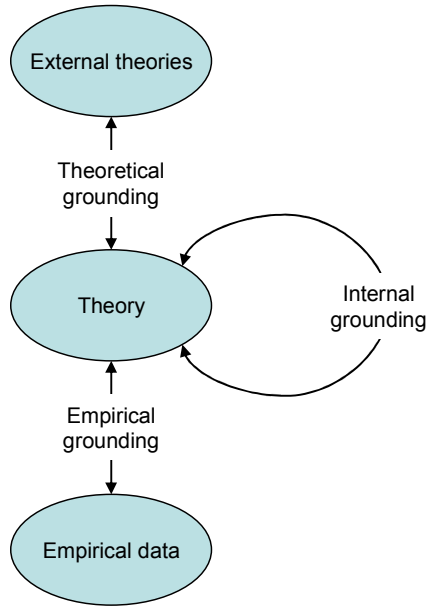 External theories
Theoretical
grounding
Theory
Internal
grounding
Empirical
grounding
Empirical data